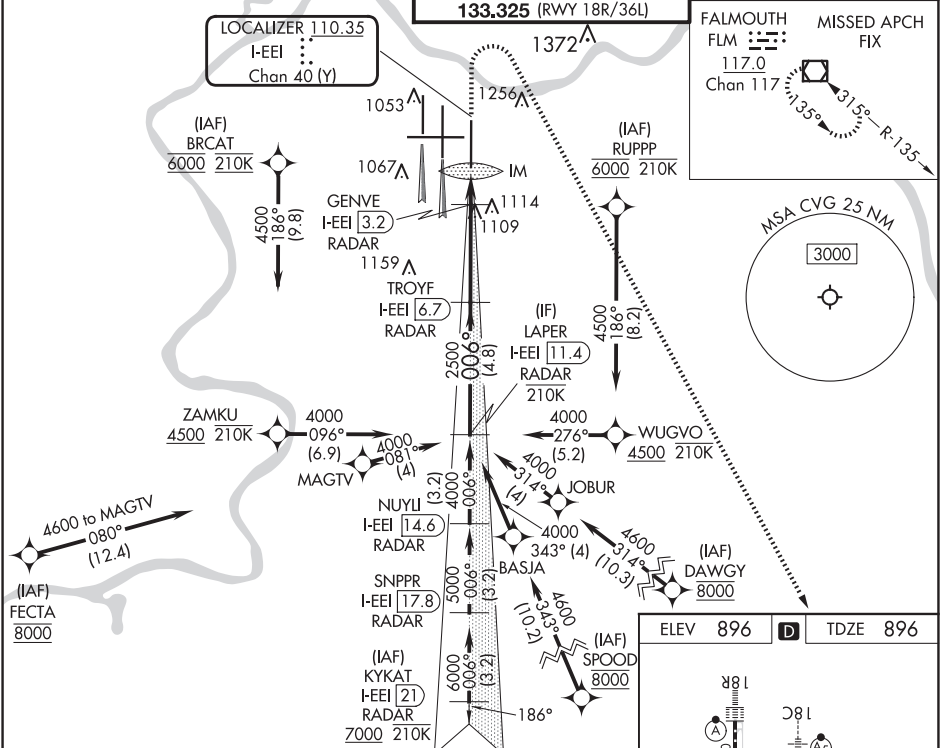 133.325 (RWY 18R/36L)
LOCALIZER 110.35
I-EEI
Chan 40 (Y)
1372
FALMOUTH
FLM
117.0
Chan 117
MISSED APCH
FIX
135°
315°
R-135
1053
1256
(IAF)
BRCAT
6000 210K
4500
186°
(9.8)
1067
IM
(IAF)
RUPPP
6000 210K
GENVE
I-EEI 3.2
RADAR
1114
1109
MSA CVG 25 NM
3000
1159
TROYF
I-EEI 6.7
RADAR
4500
186°
(8.2)
2500
006°
(4.8)
(IF)
LAPER
I-EEI 11.4
RADAR
210K
ZAMKU
4500 210K
4000
096°
(6.9)
MAGTV
4000
081°
(4)
4000
276°
(5.2)
WUGVO
4500 210K
4000
314°
(4)
JOBUR
(3.2)
4000
006°
NUYLI
I-EEI 14.6
RADAR
4000
343° (4)
BASJA
4600 to MAGTV
080°
(12.4)
(IAF)
FECTA
8000
4600
314°
(10.3)
(IAF)
DAWGY
8000
SNPPR
I-EEI 17.8
RADAR
5000
006°
(3.2)
4600
343°
(10.2)
(IAF)
SPOOD
8000
(IAF)
KYKAT
I-EEI 21
RADAR
7000 210K
6000
006°
(3.2)
186°
ELEV 896 D TDZE 896
18R
18C
A